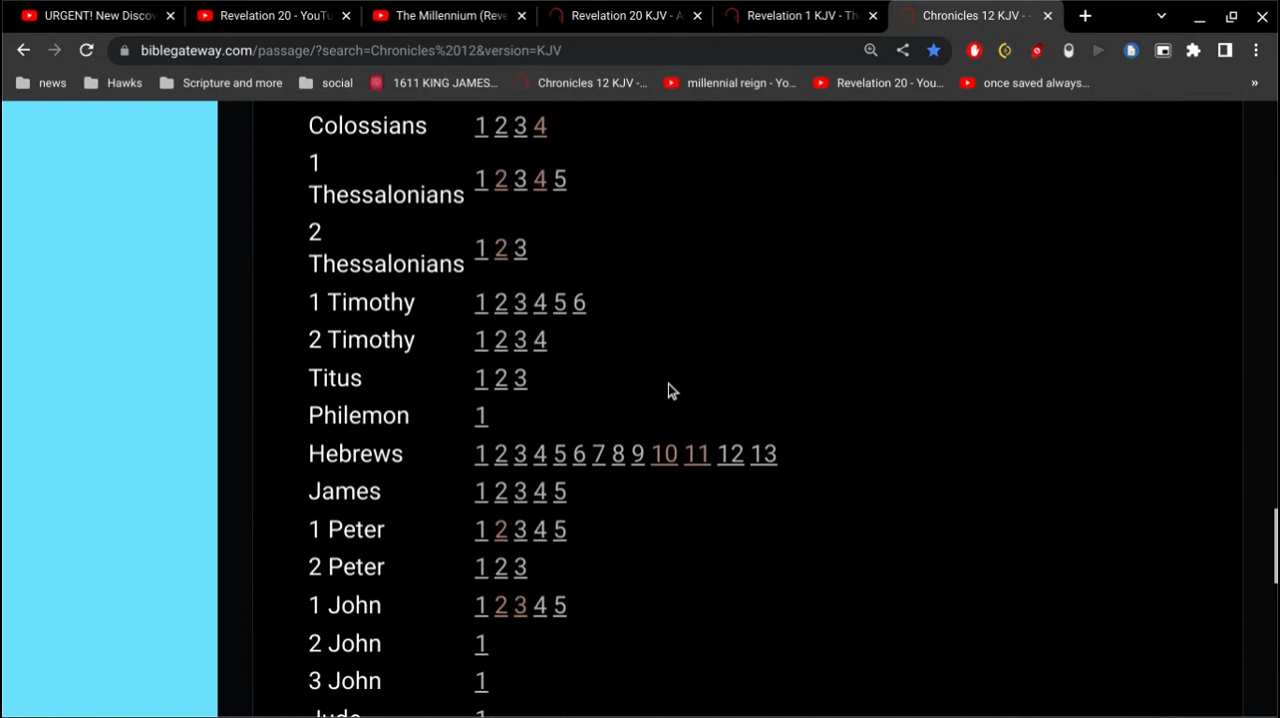 URGENT! New Discov
Revelation 20 - YouTu
The Millennium (Reve
Revelation 20 KJV - A
Revelation 1 KJV - Th
Chronicles 12 KJV -
biblegateway.com/passage/?search=Chronicles%2012&version=KJV
news Hawks Scripture and more social 1611 KING JAMES... Chronicles 12 KJV -... millennial reign - Yo... Revelation 20 - You... once saved always... »
Colossians 1 2 3 4
1
Thessalonians 1 2 3 4 5
2
Thessalonians 1 2 3
1 Timothy 1 2 3 4 5 6
2 Timothy 1 2 3 4
Titus 1 2 3
Philemon 1
Hebrews 1 2 3 4 5 6 7 8 9 10 11 12 13
James 1 2 3 4 5
1 Peter 1 2 3 4 5
2 Peter 1 2 3
1 John 1 2 3 4 5
2 John 1
3 John 1
Jude 1